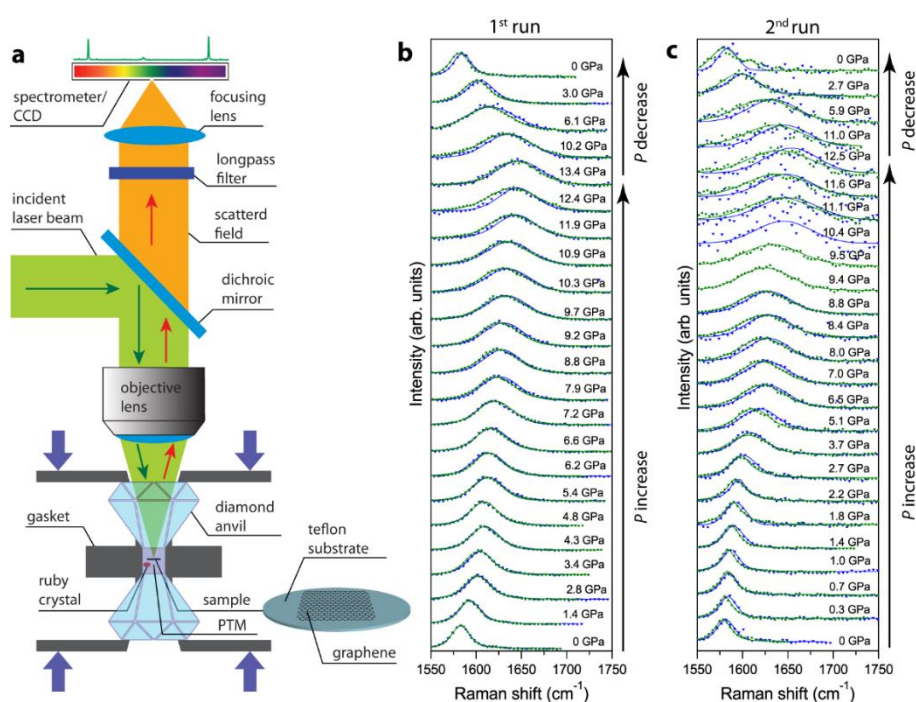 a
spectrometer/
CCD
focusing
lens
longpass
filter
incident
laser beam
scatterd
field
dichroic
mirror
objective
lens
gasket
diamond
anvil
teflon
substrate
ruby
crystal
sample
PTM
graphene
b
1st run
0 GPa
3.0 GPa
6.1 GPa
10.2 GPa
13.4 GPa
12.4 GPa
11.9 GPa
10.9 GPa
10.3 GPa
9.7 GPa
9.2 GPa
8.8 GPa
7.9 GPa
7.2 GPa
6.6 GPa
6.2 GPa
5.4 GPa
4.8 GPa
4.3 GPa
3.4 GPa
2.8 GPa
1.4 GPa
0 GPa
Intensity (arb. units)
P decrease
P increase
1550 1600 1650 1700 1750
Raman shift (cm-1)
c
2nd run
0 GPa
2.7 GPa
5.9 GPa
11.0 GPa
12.5 GPa
11.6 GPa
11.1 GPa
10.4 GPa
9.5 GPa
9.4 GPa
8.8 GPa
8.4 GPa
8.0 GPa
7.0 GPa
6.5 GPa
5.1 GPa
3.7 GPa
2.7 GPa
2.2 GPa
1.8 GPa
1.4 GPa
1.0 GPa
0.7 GPa
0.3 GPa
0 GPa
Intensity (arb units)
P decrease
P increase
1550 1600 1650 1700 1750
Raman shift (cm-1)